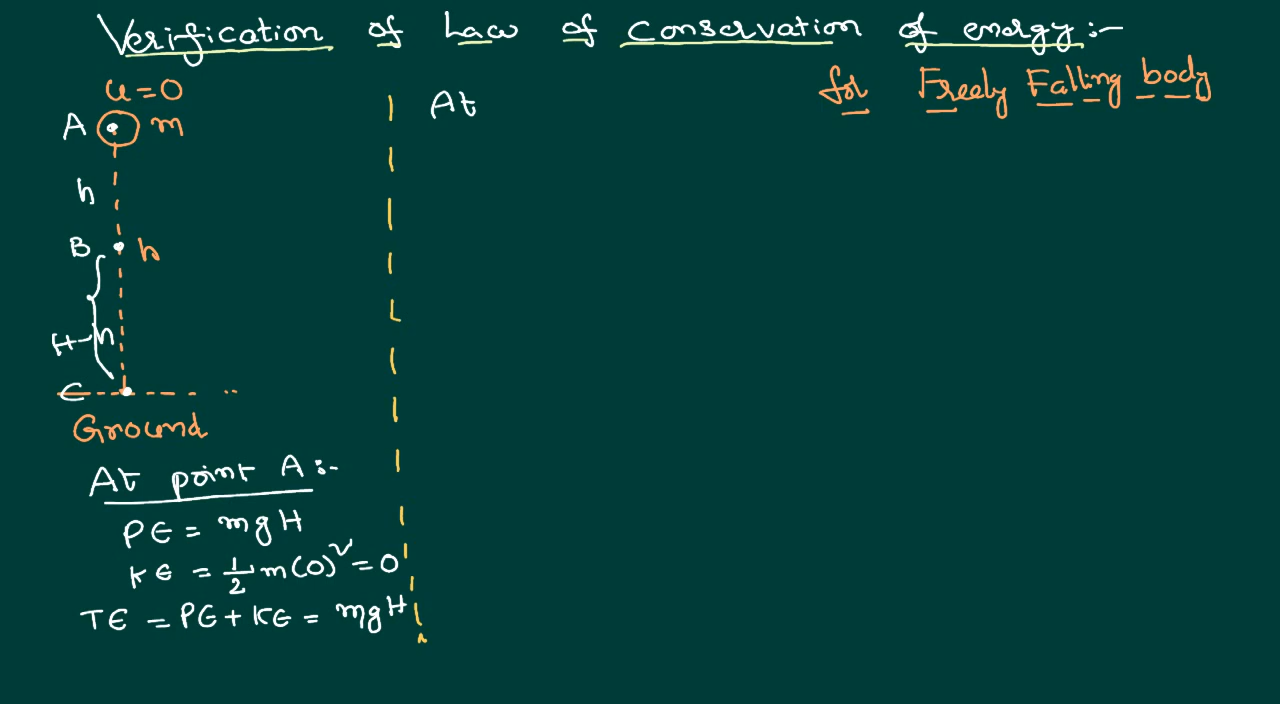 Verification of Law of Conservation of energy:-
for Freely Falling body
u=0
A m
h
B h
H-h
C
Ground
At point A:-
PE = mgH
KE = 1/2 m(0)² = 0
TE = PE + KE = mgH
At